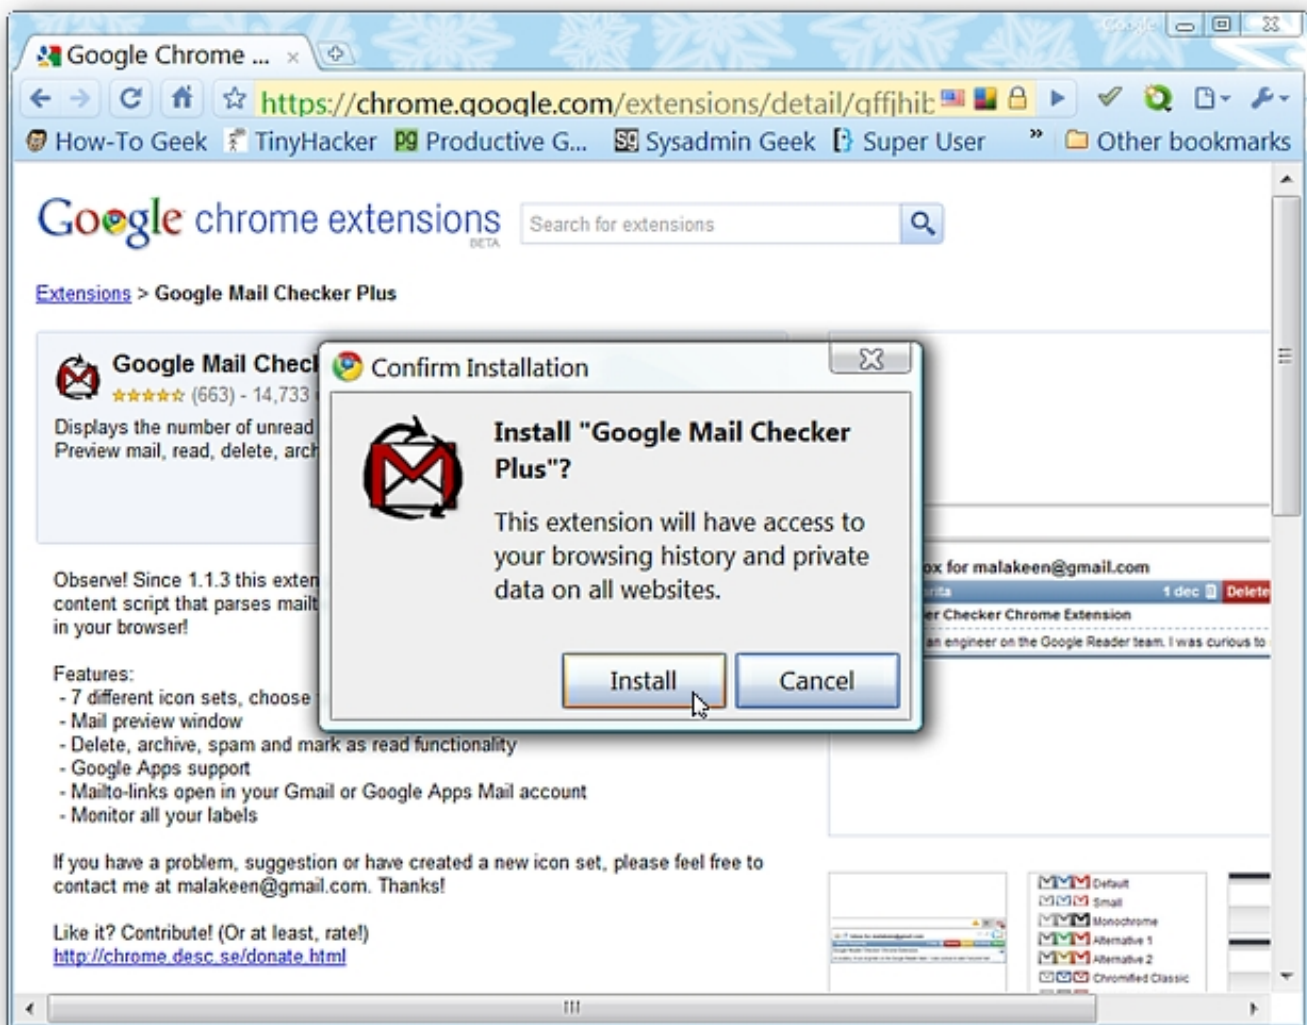 Google
Google Chrome ...
https://chrome.google.com/extensions/detail/gffjhib
How-To Geek TinyHacker PG Productive G... SG Sysadmin Geek Super User » Other bookmarks
Google chrome extensions
BETA
Search for extensions
Extensions > Google Mail Checker Plus
Google Mail Check
(663) - 14,733
Displays the number of unread
Preview mail, read, delete, arch
Confirm Installation
Install "Google Mail Checker
Plus"?
This extension will have access to
your browsing history and private
data on all websites.
Install Cancel
Observe! Since 1.1.3 this exten
content script that parses mailt
in your browser!
Features:
- 7 different icon sets, choose
- Mail preview window
- Delete, archive, spam and mark as read functionality
- Google Apps support
- Mailto-links open in your Gmail or Google Apps Mail account
- Monitor all your labels
If you have a problem, suggestion or have created a new icon set, please feel free to
contact me at malakeen@gmail.com. Thanks!
Like it? Contribute! (Or at least, rate!)
http://chrome.desc.se/donate.html
ox for malakeen@gmail.com
rita 1 dec Delete
er Checker Chrome Extension
an engineer on the Google Reader team. I was curious to
Default
Small
Monochrome
Alternative 1
Alternative 2
Chromified Classic